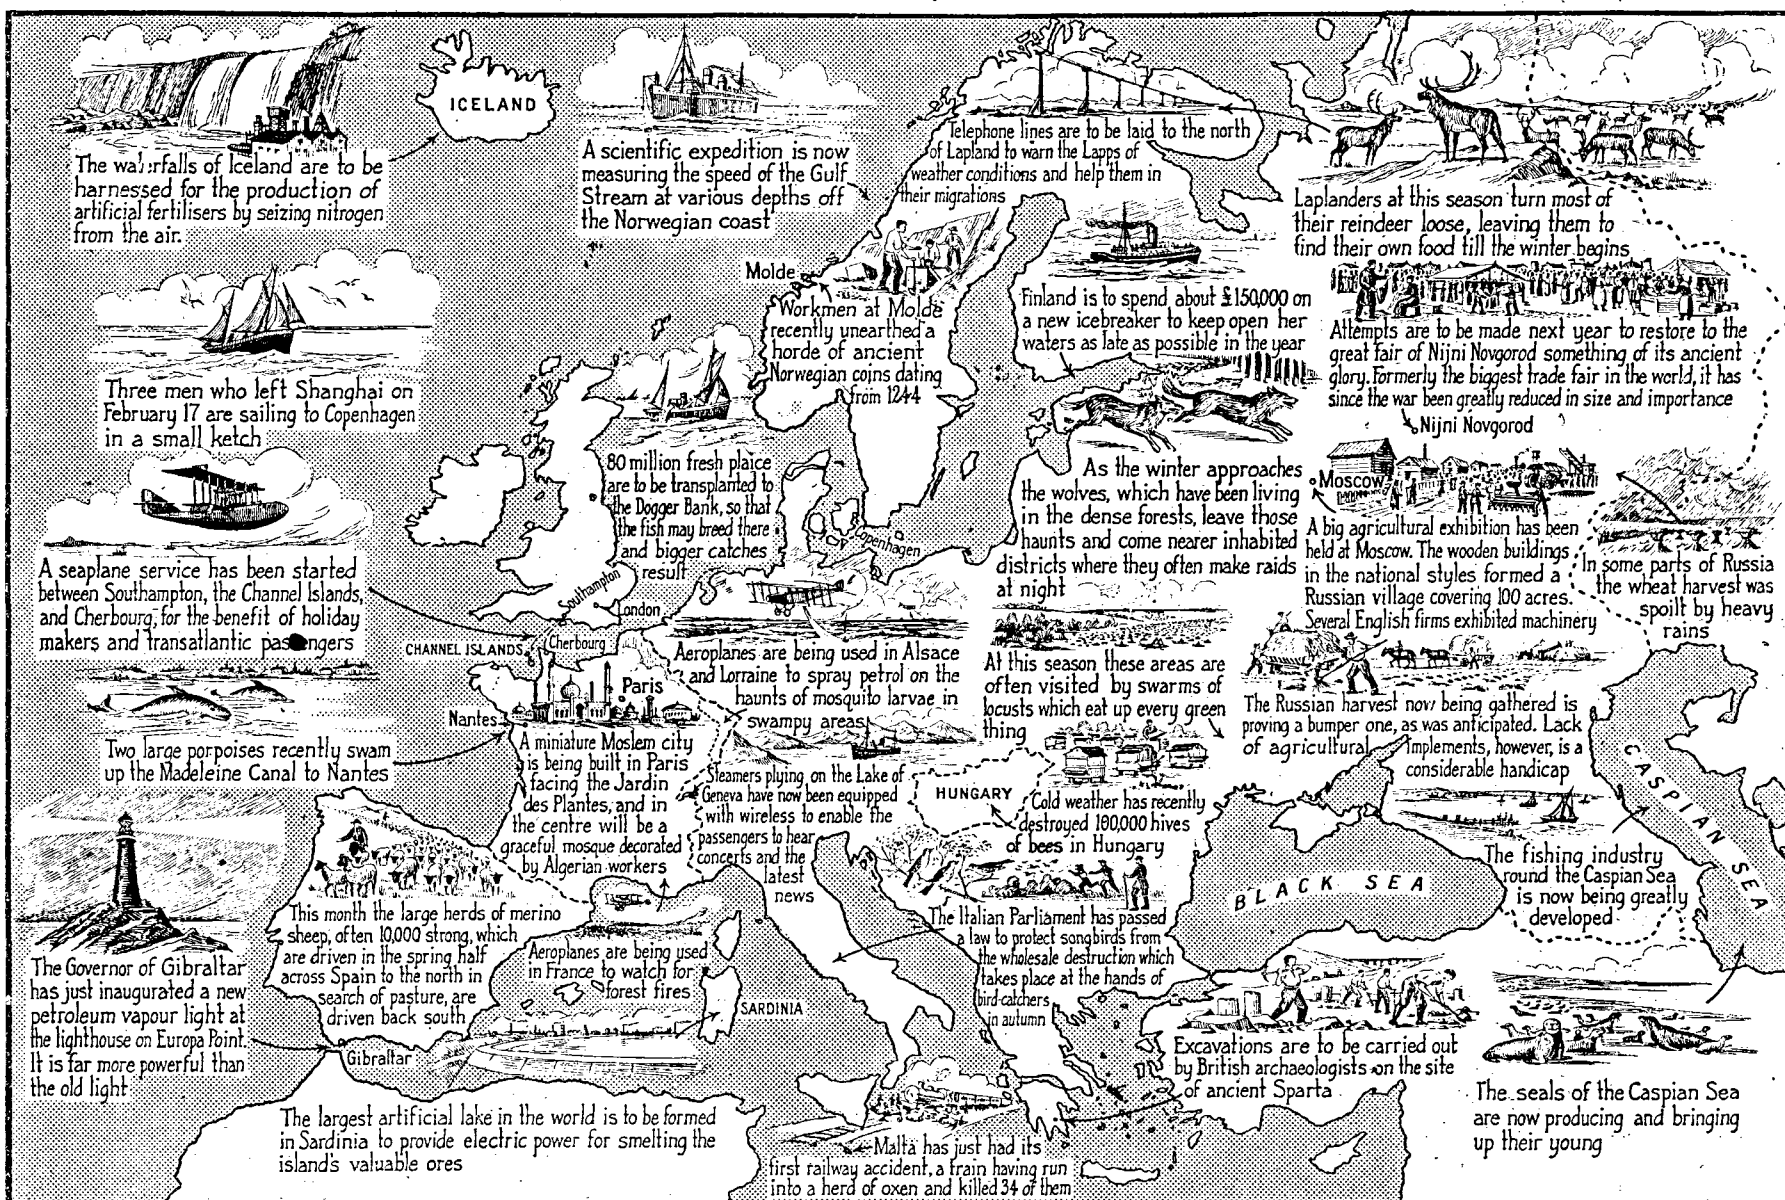 ICELAND
The waterfalls of Iceland are to be
harnessed for the production of
artificial fertilisers by seizing nitrogen
from the air.
A scientific expedition is now
measuring the speed of the Gulf
Stream at various depths off
the Norwegian coast
Telephone lines are to be laid to the north
of Lapland to warn the Lapps of
weather conditions and help them in
their migrations
Laplanders at this season turn most of
their reindeer loose, leaving them to
find their own food till the winter begins
Three men who left Shanghai on
February 17 are sailing to Copenhagen
in a small ketch
Molde
Workmen at Molde
recently unearthed a
horde of ancient
Norwegian coins dating
from 1244
Finland is to spend about £150,000 on
a new icebreaker to keep open her
waters as late as possible in the year
Attempts are to be made next year to restore to the
great fair of Nijni Novgorod something of its ancient
glory. Formerly the biggest trade fair in the world, it has
since the war been greatly reduced in size and importance
Nijni Novgorod
80 million fresh plaice
are to be transplanted to
the Dogger Bank, so that
the fish may breed there
and bigger catches
result
Copenhagen
As the winter approaches
the wolves, which have been living
in the dense forests, leave those
haunts and come nearer inhabited
districts where they often make raids
at night
Moscow
A big agricultural exhibition has been
held at Moscow. The wooden buildings
in the national styles formed a
Russian village covering 100 acres.
Several English firms exhibited machinery
In some parts of Russia
the wheat harvest was
spoilt by heavy
rains
A seaplane service has been started
between Southampton, the Channel Islands,
and Cherbourg, for the benefit of holiday
makers and transatlantic passengers
Southampton
London
CHANNEL ISLANDS
Cherbourg
Paris
Nantes
Aeroplanes are being used in Alsace
and Lorraine to spray petrol on the
haunts of mosquito larvae in
swampy areas
At this season these areas are
often visited by swarms of
locusts which eat up every green
thing
The Russian harvest now being gathered is
proving a bumper one, as was anticipated. Lack
of agricultural implements, however, is a
considerable handicap
CASPIAN SEA
Two large porpoises recently swam
up the Madeleine Canal to Nantes
A miniature Moslem city
is being built in Paris
facing the Jardin
des Plantes, and in
the centre will be a
graceful mosque decorated
by Algerian workers
Steamers plying on the Lake of
Geneva have now been equipped
with wireless to enable the
passengers to hear
concerts and the
latest
news
HUNGARY
Cold weather has recently
destroyed 180,000 hives
of bees in Hungary
BLACK SEA
The fishing industry
round the Caspian Sea
is now being greatly
developed
The Governor of Gibraltar
has just inaugurated a new
petroleum vapour light at
the lighthouse on Europa Point.
It is far more powerful than
the old light
This month the large herds of merino
sheep, often 10,000 strong, which
are driven in the spring half
across Spain to the north in
search of pasture, are
driven back south
Gibraltar
Aeroplanes are being used
in France to watch for
forest fires
SARDINIA
The Italian Parliament has passed
a law to protect songbirds from
the wholesale destruction which
takes place at the hands of
bird-catchers
in autumn
Excavations are to be carried out
by British archaeologists on the site
of ancient Sparta
The seals of the Caspian Sea
are now producing and bringing
up their young
The largest artificial lake in the world is to be formed
in Sardinia to provide electric power for smelting the
island's valuable ores
Malta has just had its
first railway accident, a train having run
into a herd of oxen and killed 34 of them